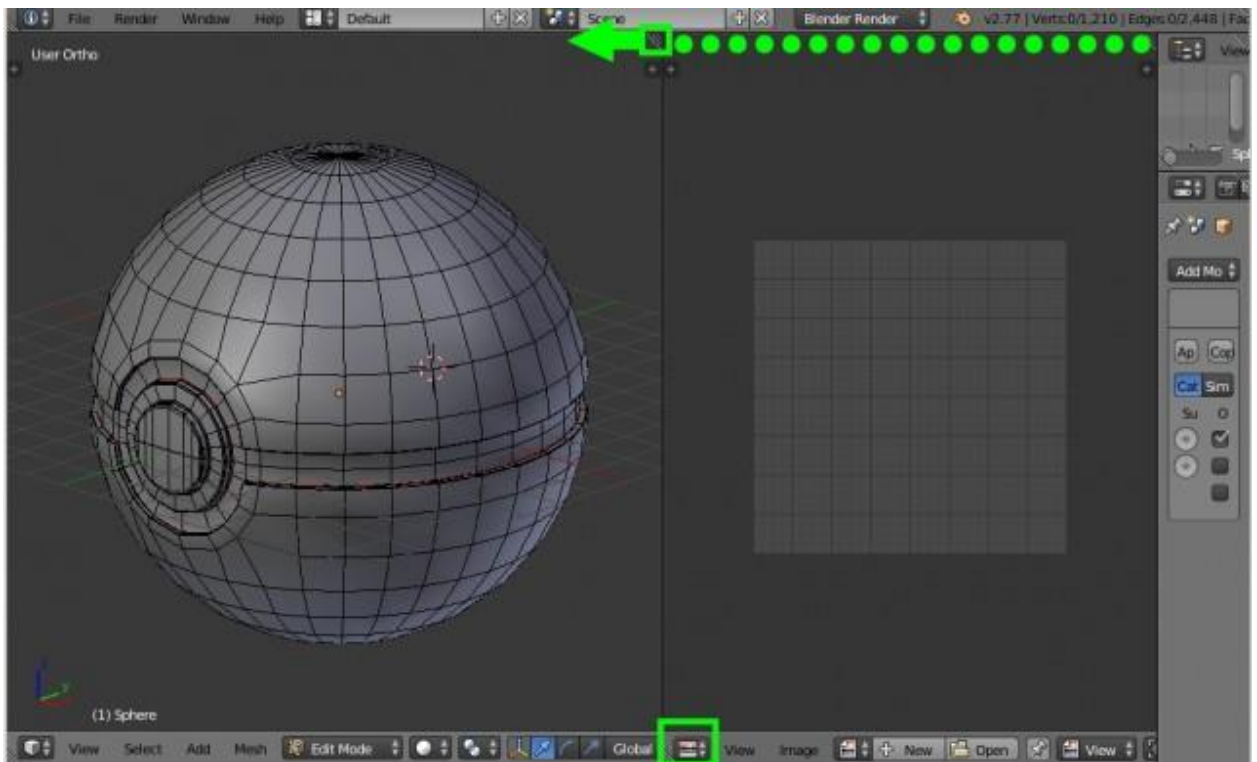 File Render Window Help Default Scene Blender Render v2.77 | Verts:0/1,210 | Edges:0/2,448 | Fac
User Ortho
View
Add Mo
Ap Cop
Cat Sim
Su O
(1) Sphere
View Select Add Mesh Edit Mode Global View Image New Open View